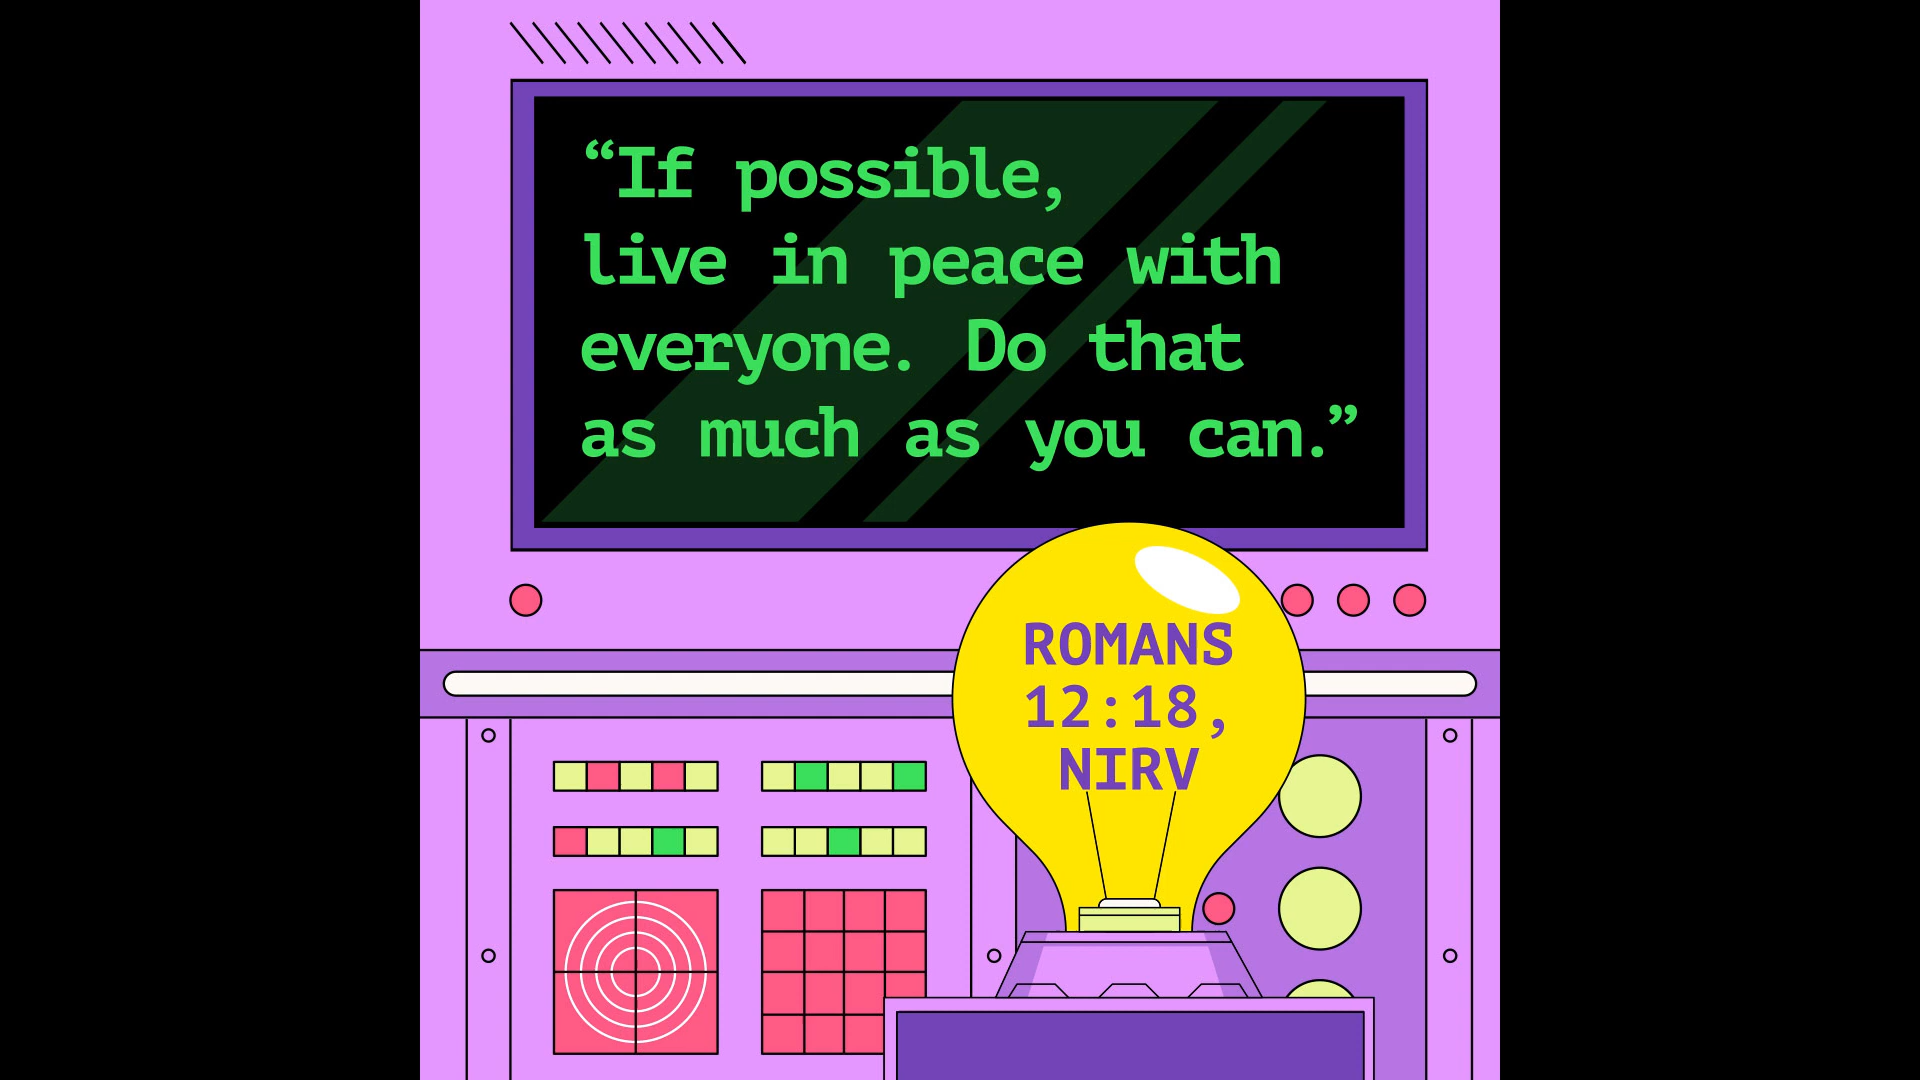 “If possible,
live in peace with
everyone. Do that
as much as you can.”
ROMANS
12:18,
NIRV